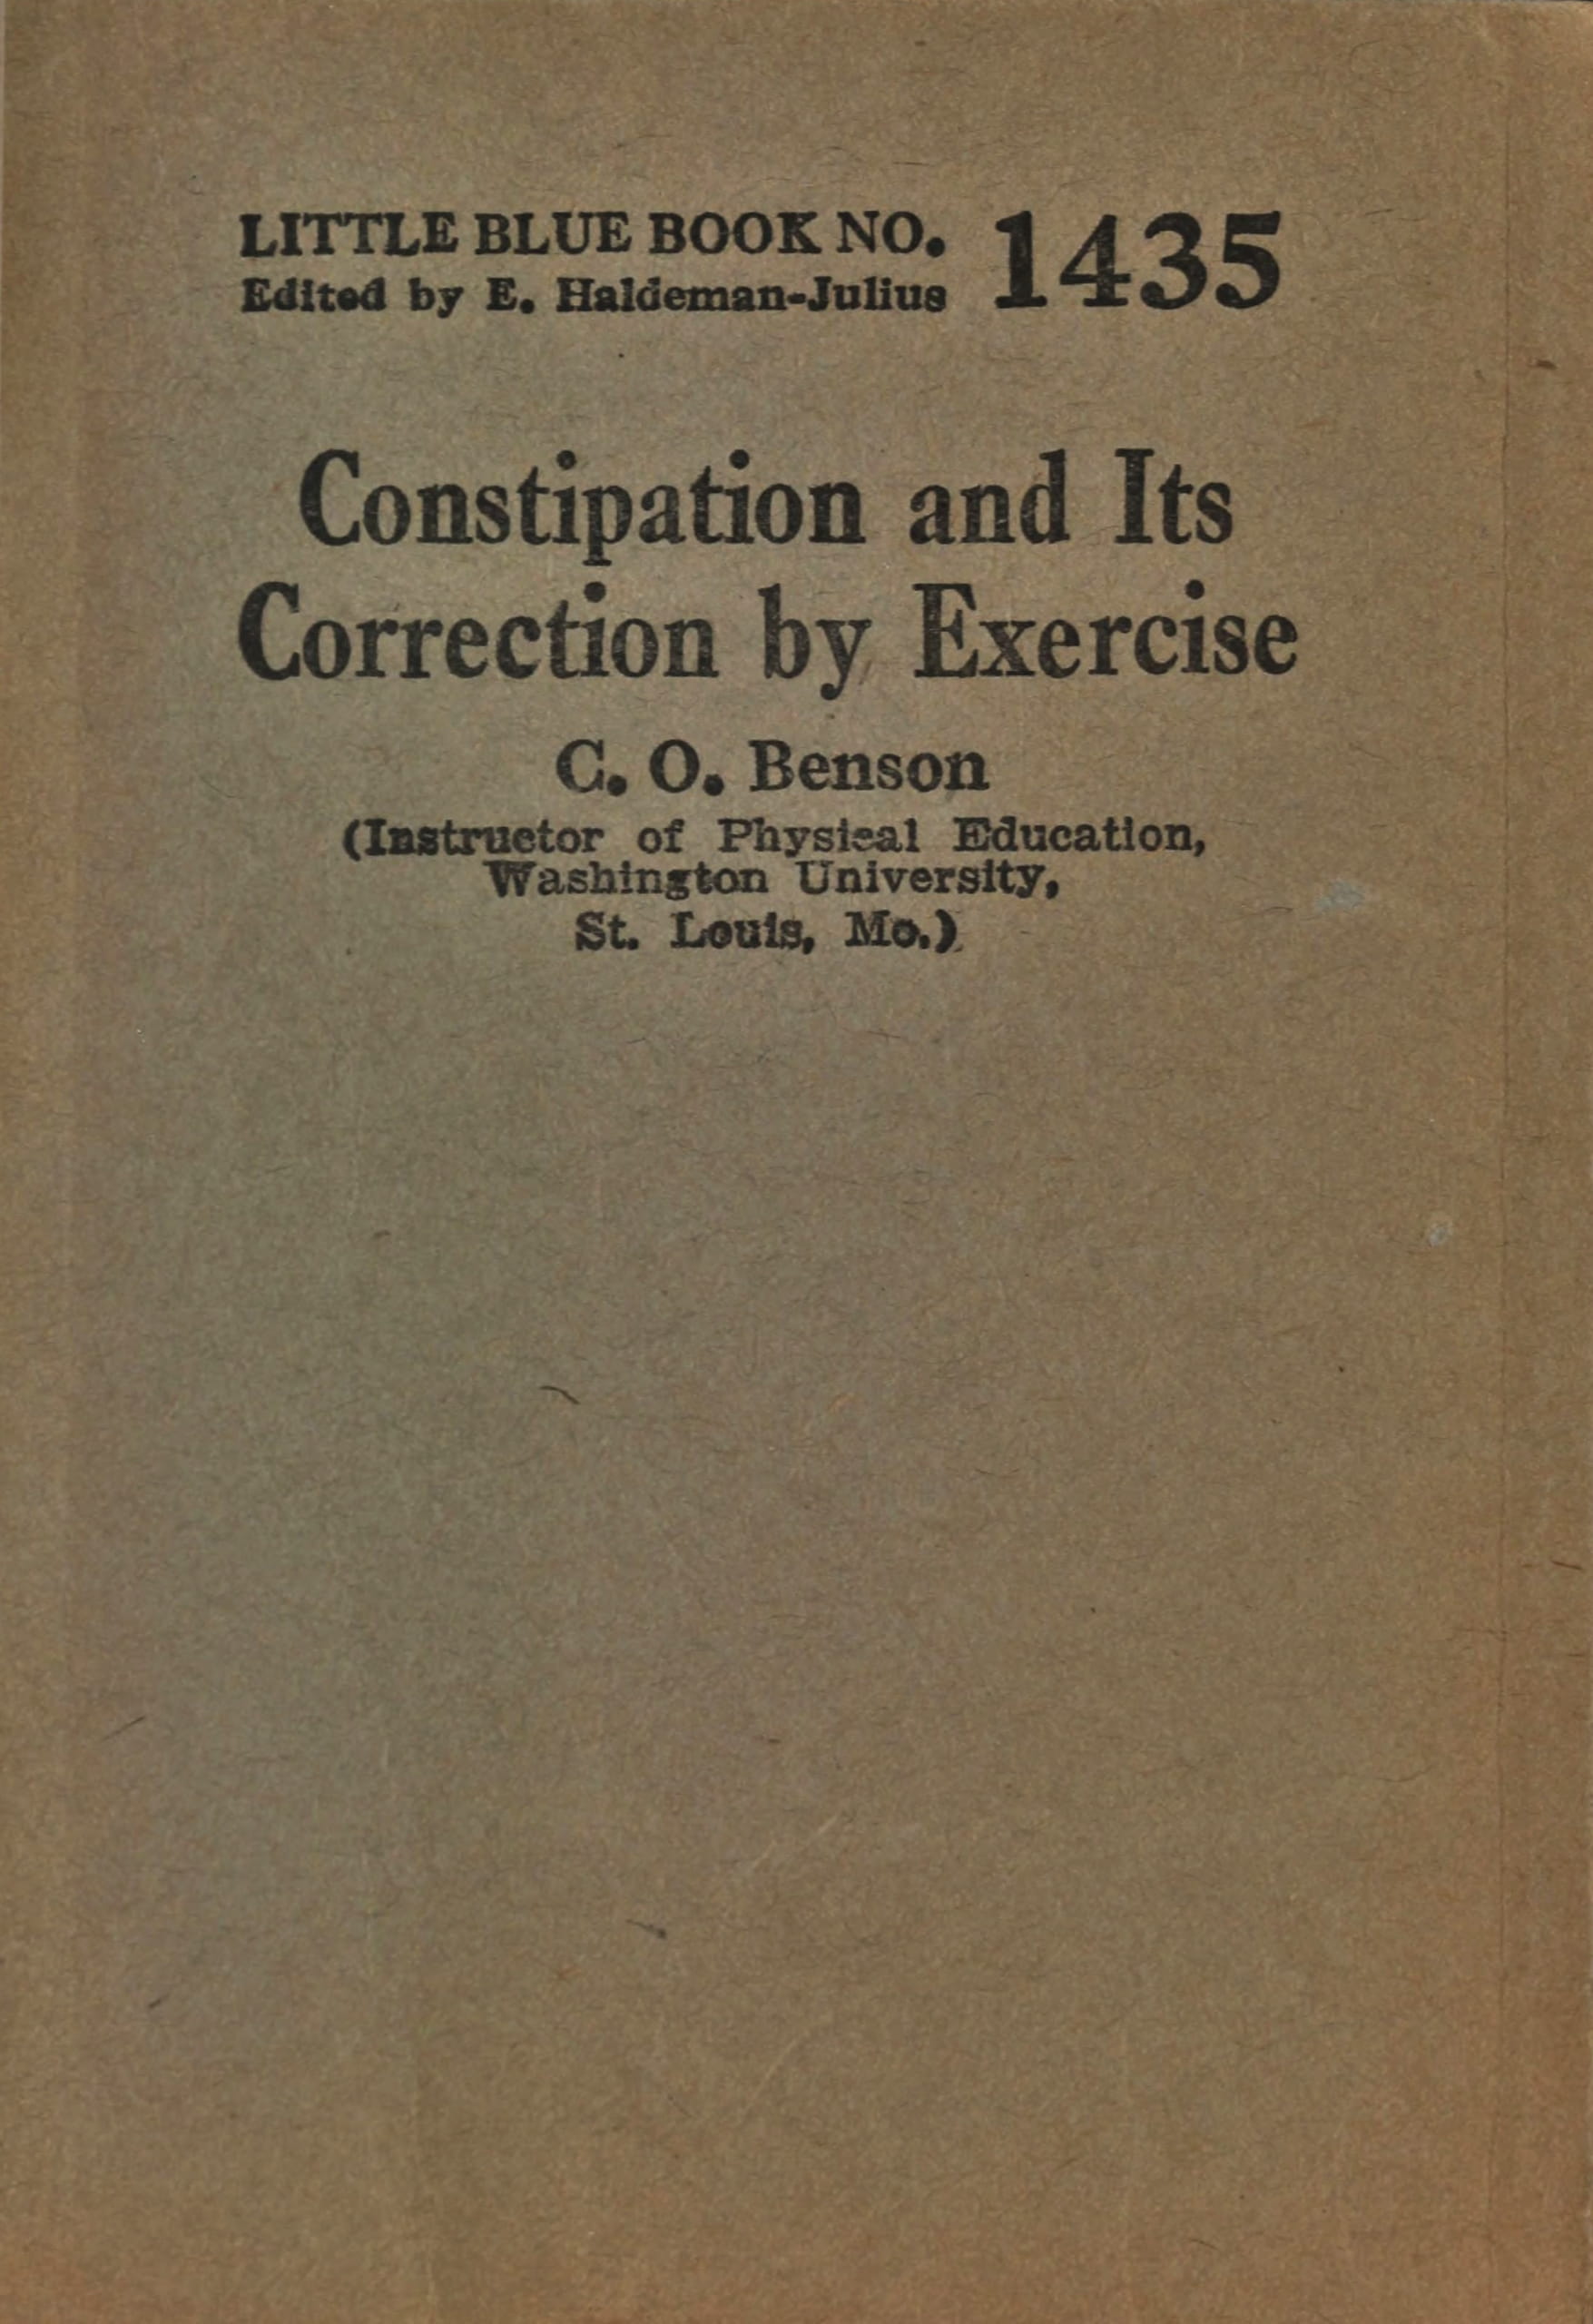 LITTLE BLUE BOOK NO. 1435
Edited by E. Haldeman-Julius
Constipation and Its
Correction by Exercise
C. O. Benson
(Instructor of Physical Education,
Washington University,
St. Louis, Mo.)